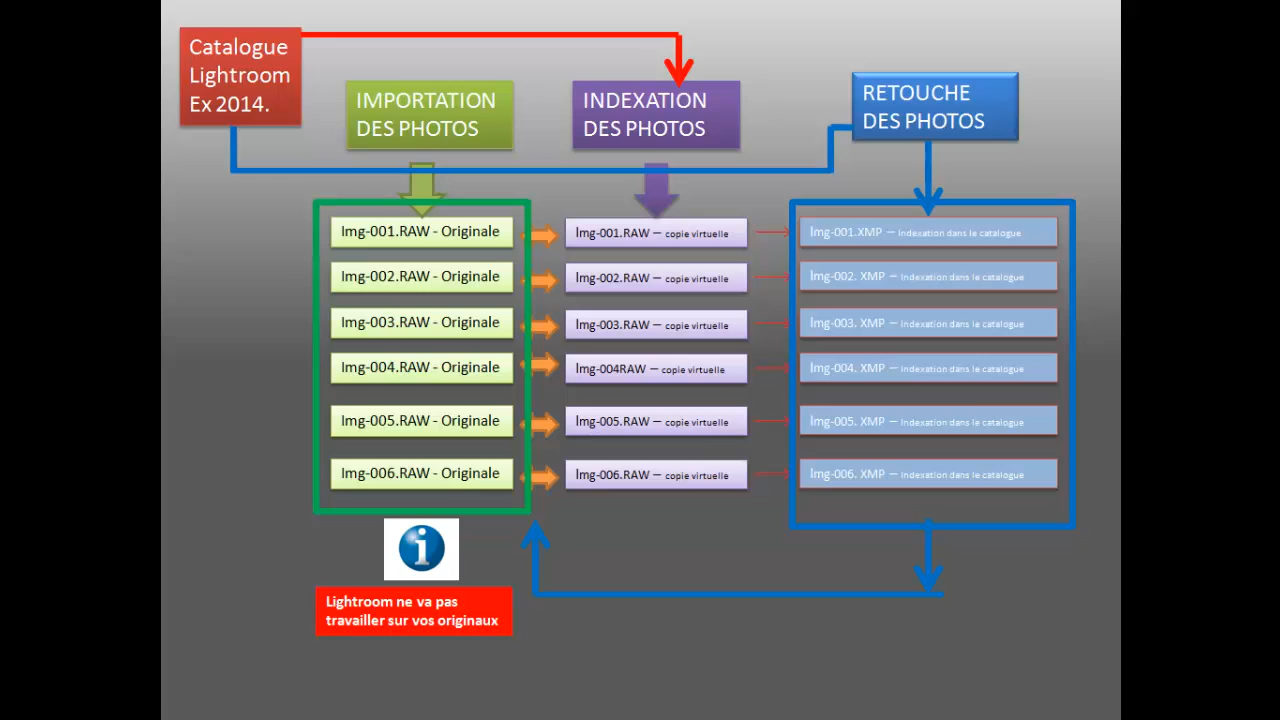 Catalogue
Lightroom
Ex 2014.
IMPORTATION
DES PHOTOS
INDEXATION
DES PHOTOS
RETOUCHE
DES PHOTOS
Img-001.RAW - Originale
Img-001.RAW – copie virtuelle
Img-001.XMP – Indexation dans le catalogue
Img-002.RAW - Originale
Img-002.RAW – copie virtuelle
Img-002. XMP – Indexation dans le catalogue
Img-003.RAW - Originale
Img-003.RAW – copie virtuelle
Img-003. XMP – Indexation dans le catalogue
Img-004.RAW - Originale
Img-004RAW – copie virtuelle
Img-004. XMP – Indexation dans le catalogue
Img-005.RAW - Originale
Img-005.RAW – copie virtuelle
Img-005. XMP – Indexation dans le catalogue
Img-006.RAW - Originale
Img-006.RAW – copie virtuelle
Img-006. XMP – Indexation dans le catalogue
i
Lightroom ne va pas
travailler sur vos originaux